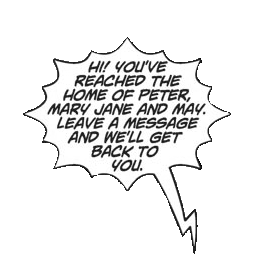 HI! YOU'VE
REACHED THE
HOME OF PETER,
MARY JANE AND MAY.
LEAVE A MESSAGE
AND WE'LL GET
BACK TO
YOU.